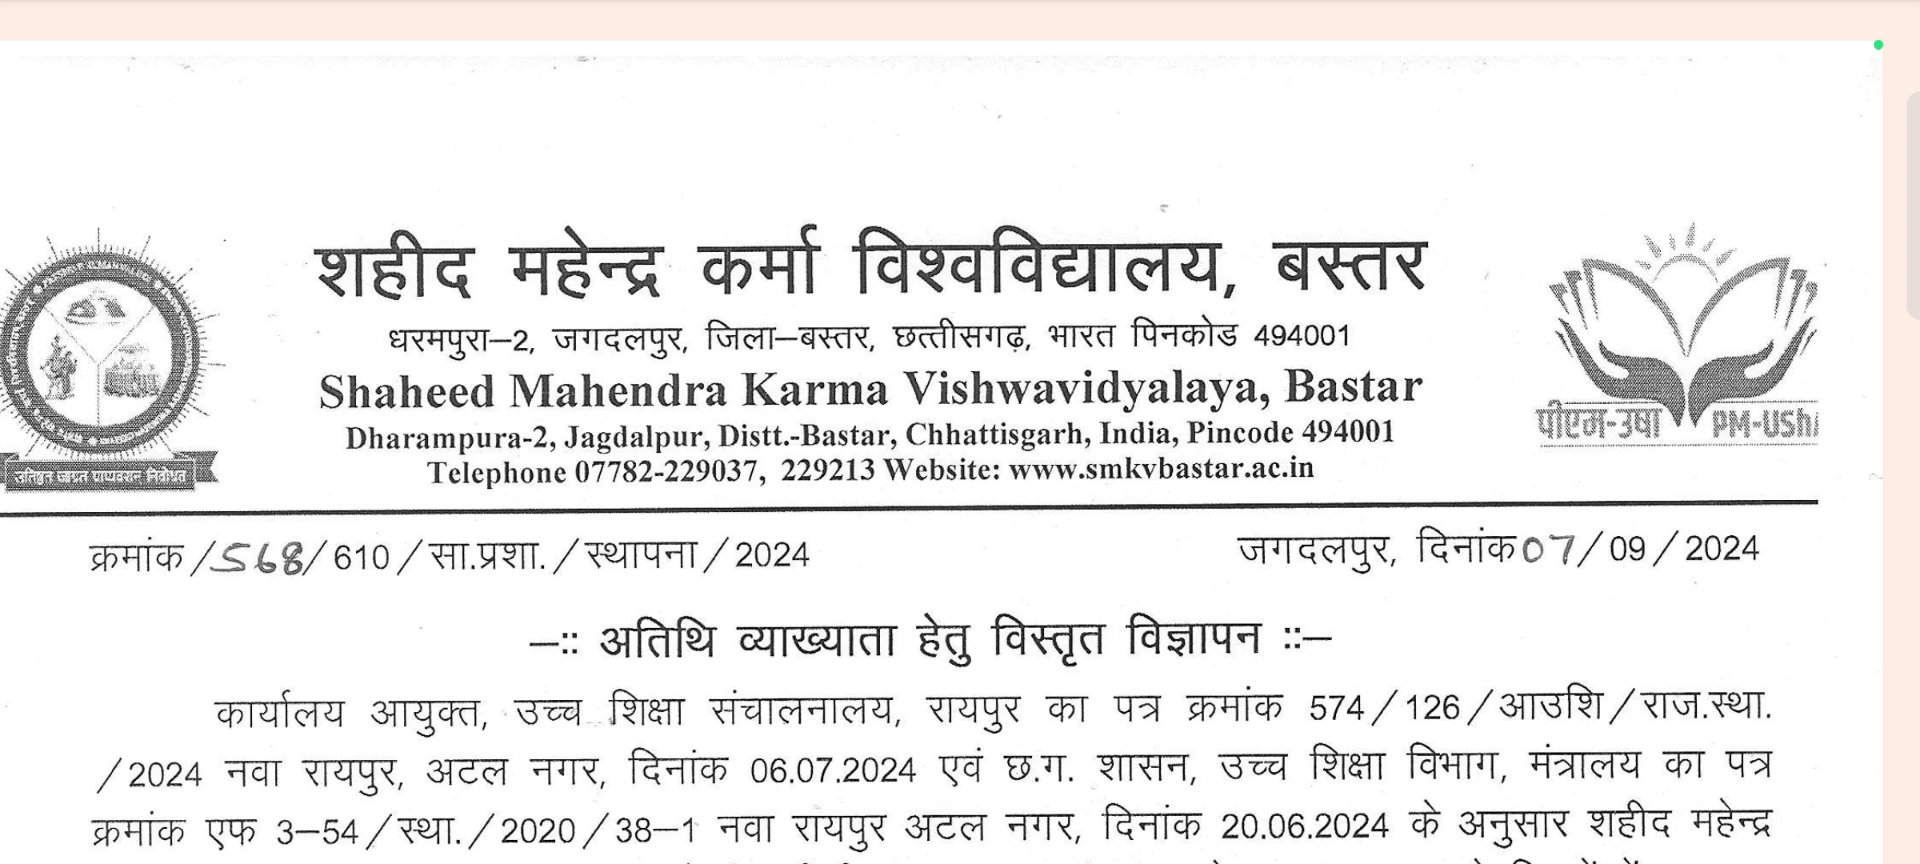 शहीद महेन्द्र कर्मा विश्वविद्यालय, बस्तर
धरमपुरा–2, जगदलपुर, जिला–बस्तर, छत्तीसगढ़, भारत पिनकोड 494001
Shaheed Mahendra Karma Vishwavidyalaya, Bastar
Dharampura-2, Jagdalpur, Distt.-Bastar, Chhattisgarh, India, Pincode 494001
Telephone 07782-229037, 229213 Website: www.smkvbastar.ac.in
पीएम-उषा PM-USh
क्रमांक /568/610/सा.प्रशा./स्थापना/2024 जगदलपुर, दिनांक 07/09/2024
–:: अतिथि व्याख्याता हेतु विस्तृत विज्ञापन ::–
कार्यालय आयुक्त, उच्च शिक्षा संचालनालय, रायपुर का पत्र क्रमांक 574/126/आउशि/राज.स्था.
/2024 नवा रायपुर, अटल नगर, दिनांक 06.07.2024 एवं छ.ग. शासन, उच्च शिक्षा विभाग, मंत्रालय का पत्र
क्रमांक एफ 3–54/स्था./2020/38–1 नवा रायपुर अटल नगर, दिनांक 20.06.2024 के अनुसार शहीद महेन्द्र